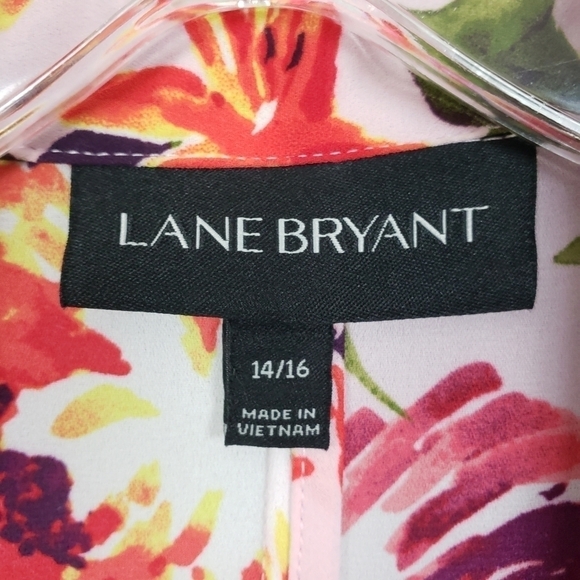 LANE BRYANT
14/16
MADE IN
VIETNAM